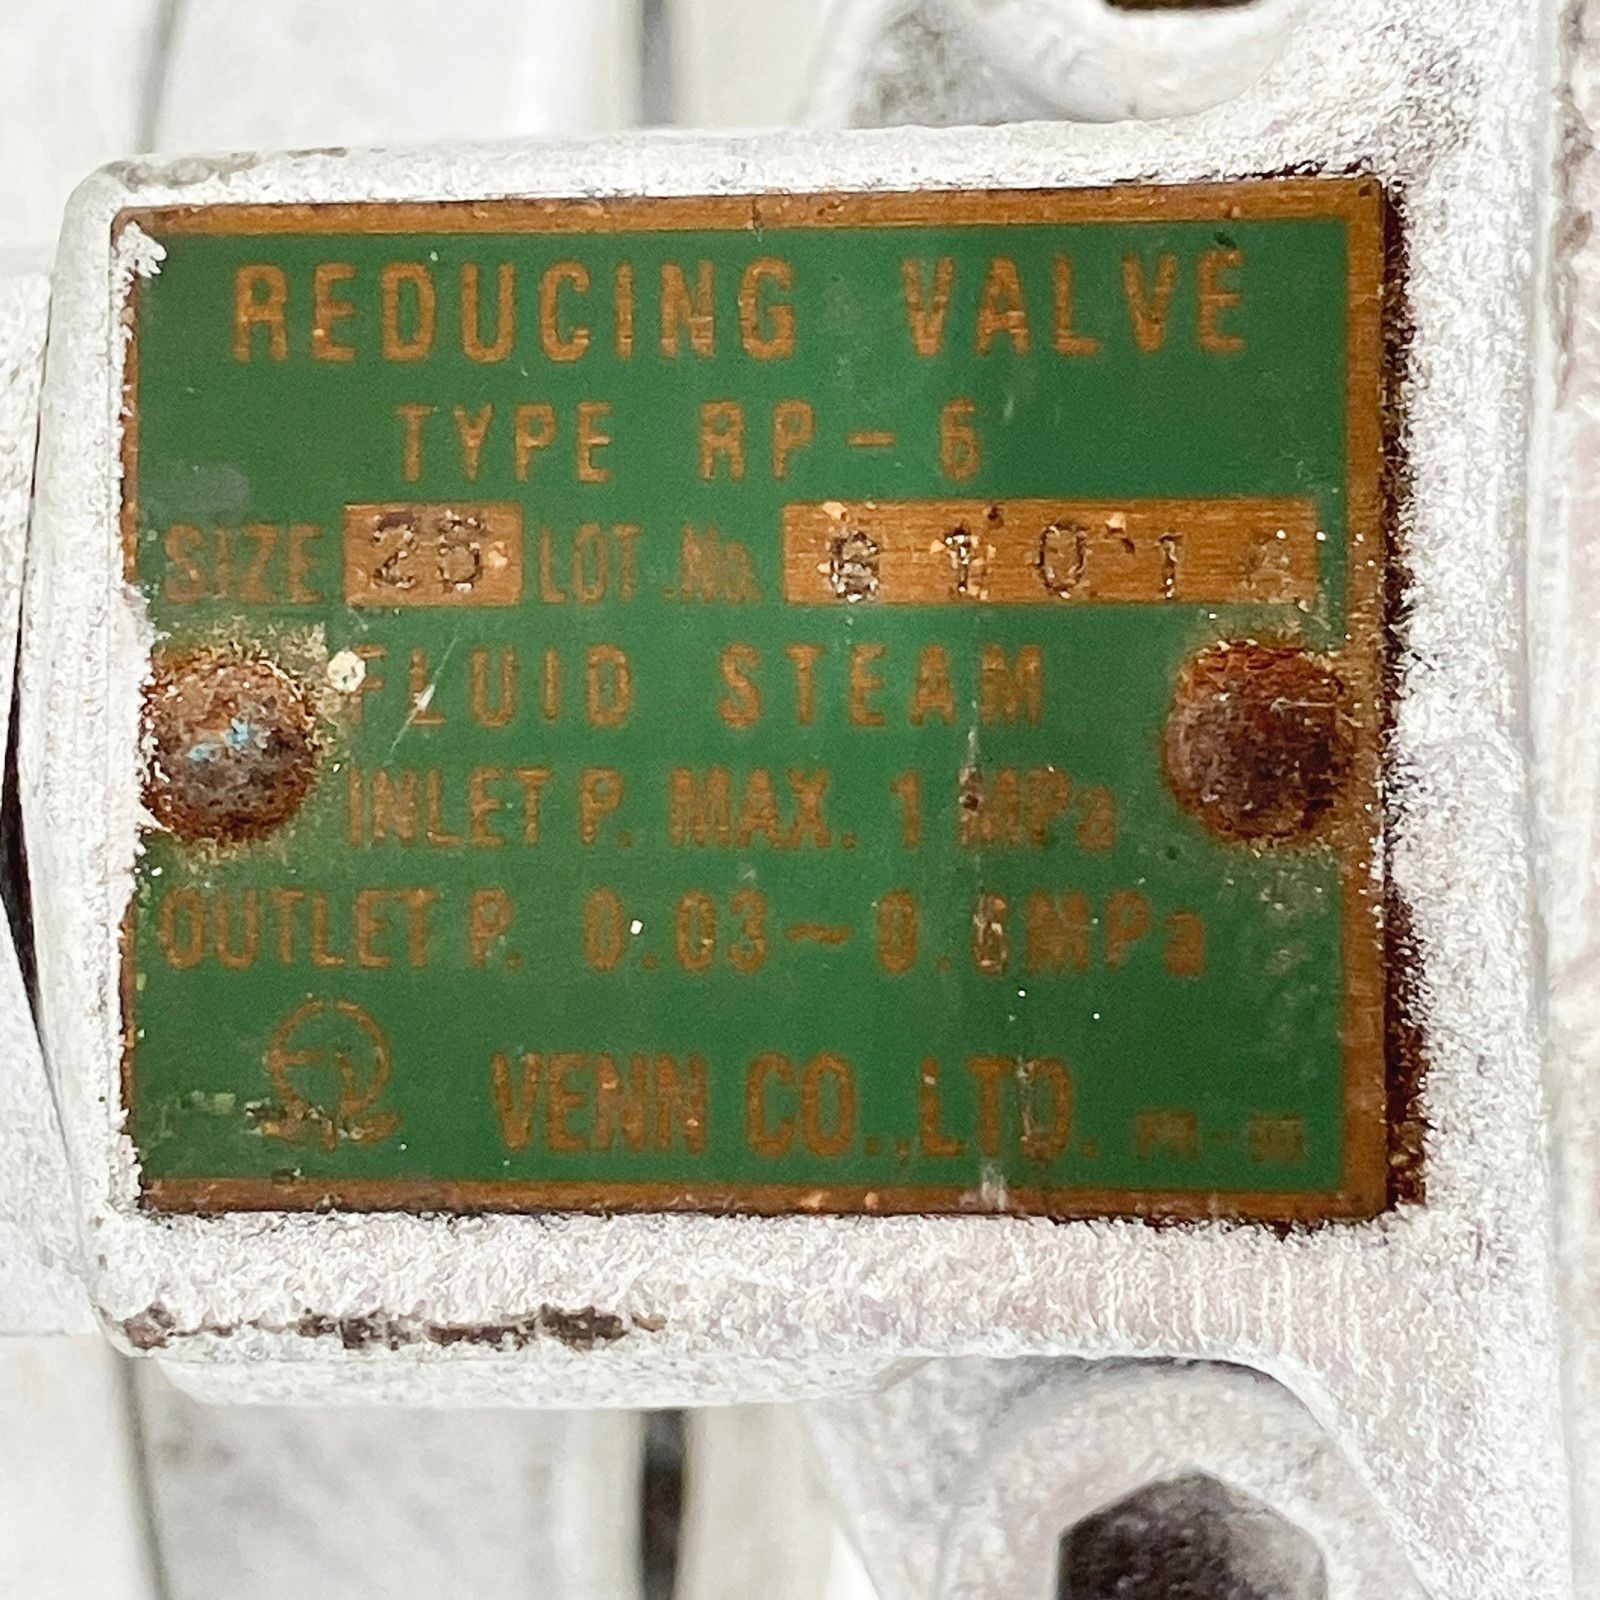 REDUCING VALVE
TYPE RP-6
SIZE 25 LOT.No.
FLUID STEAM
INLET P. MAX. 1 MPa
OUTLET P. 0.03~0.6MPa
VENN CO.,LTD.